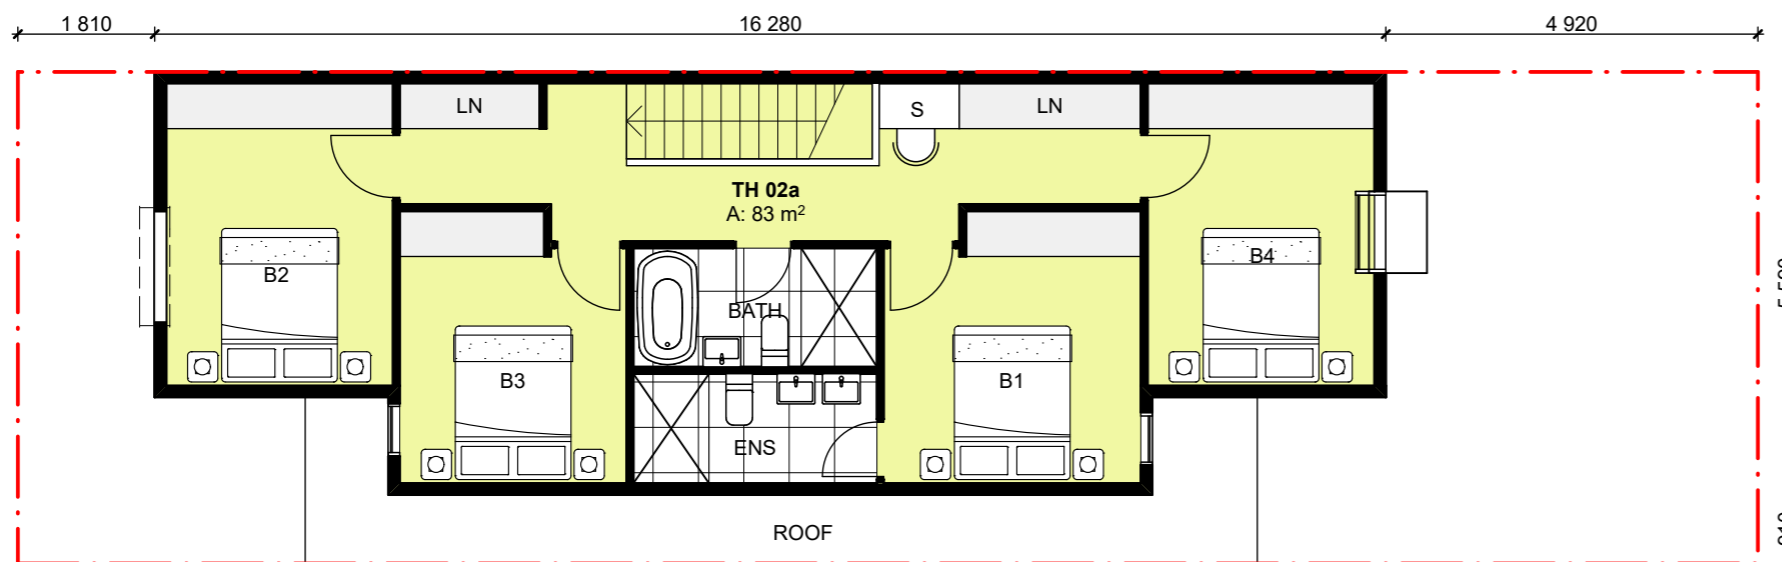 1 810
16 280
4 920
LN
S
LN
TH 02a
A: 83 m²
B2
B4
BATH
B3
B1
ENS
ROOF